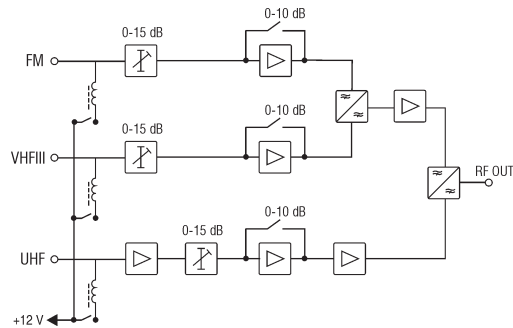 0-10 dB
0-15 dB
FM
0-10 dB
0-15 dB
VHFIII
RF OUT
0-10 dB
0-15 dB
UHF
+12 V